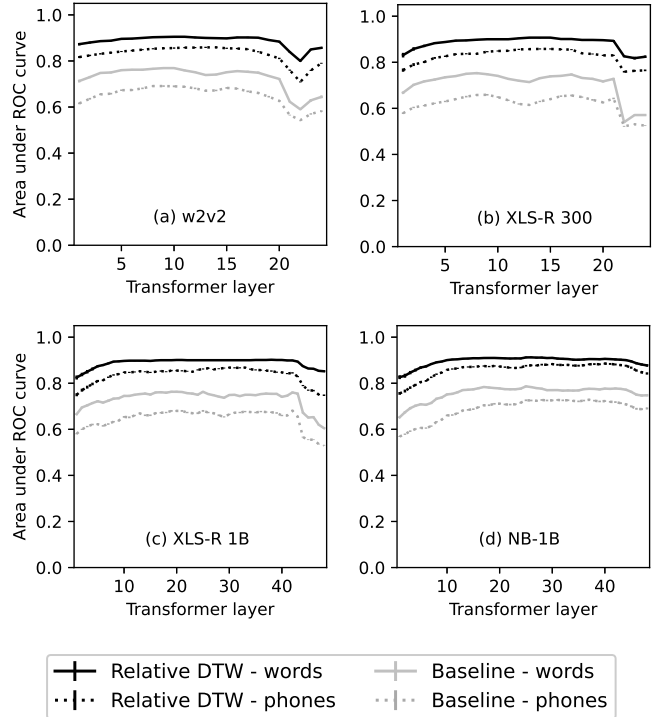 1.0
0.8
0.6
0.4
0.2
0.0
Area under ROC curve
(a) w2v2
5 10 15 20
Transformer layer
1.0
0.8
0.6
0.4
0.2
0.0
(b) XLS-R 300
5 10 15 20
Transformer layer
1.0
0.8
0.6
0.4
0.2
0.0
Area under ROC curve
(c) XLS-R 1B
10 20 30 40
Transformer layer
1.0
0.8
0.6
0.4
0.2
0.0
(d) NB-1B
10 20 30 40
Transformer layer
Relative DTW - words
Relative DTW - phones
Baseline - words
Baseline - phones